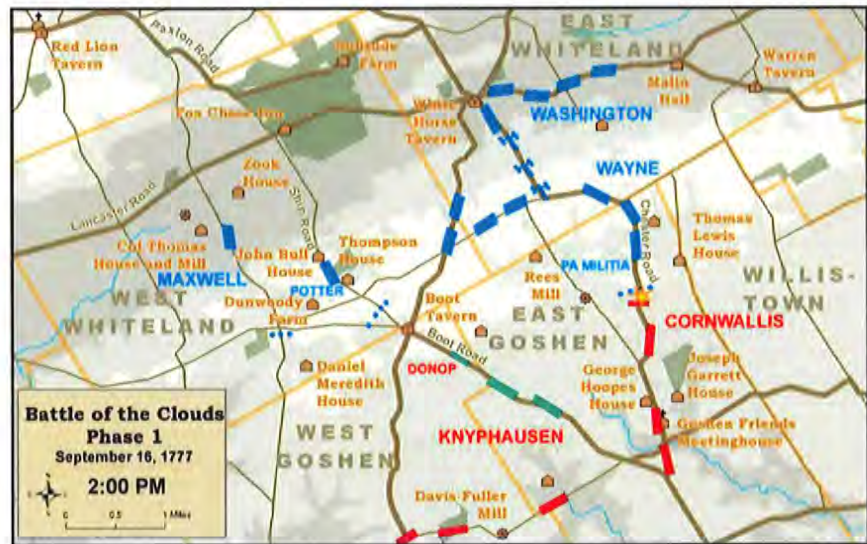 EAST
WHITELAND
Red Lion
Tavern
Paxton Road
Farm
Warren
Tavern
Malin
Hall
White
Horse
Tavern
WASHINGTON
Fox Chase Inn
WAYNE
Zook
House
Lancaster Road
Ship Road
Chester Road
Thomas
Lewis
House
Col Thomas
House and Mill
John Bull
House
Thompson
House
MAXWELL
POTTER
PA MILITIA
Rees
Mill
WILLIS-
TOWN
WEST
WHITELAND
Dunwoody
Farm
Boot
Tavern
EAST
GOSHEN
CORNWALLIS
Boot Road
DONOP
Daniel
Meredith
House
George
Hoopes
House
Joseph
Garrett
House
Goshen Friends
Meetinghouse
WEST
GOSHEN
KNYPHAUSEN
Davis-Fuller
Mill
Battle of the Clouds
Phase 1
September 16, 1777
2:00 PM
0 0.5 1 Miles